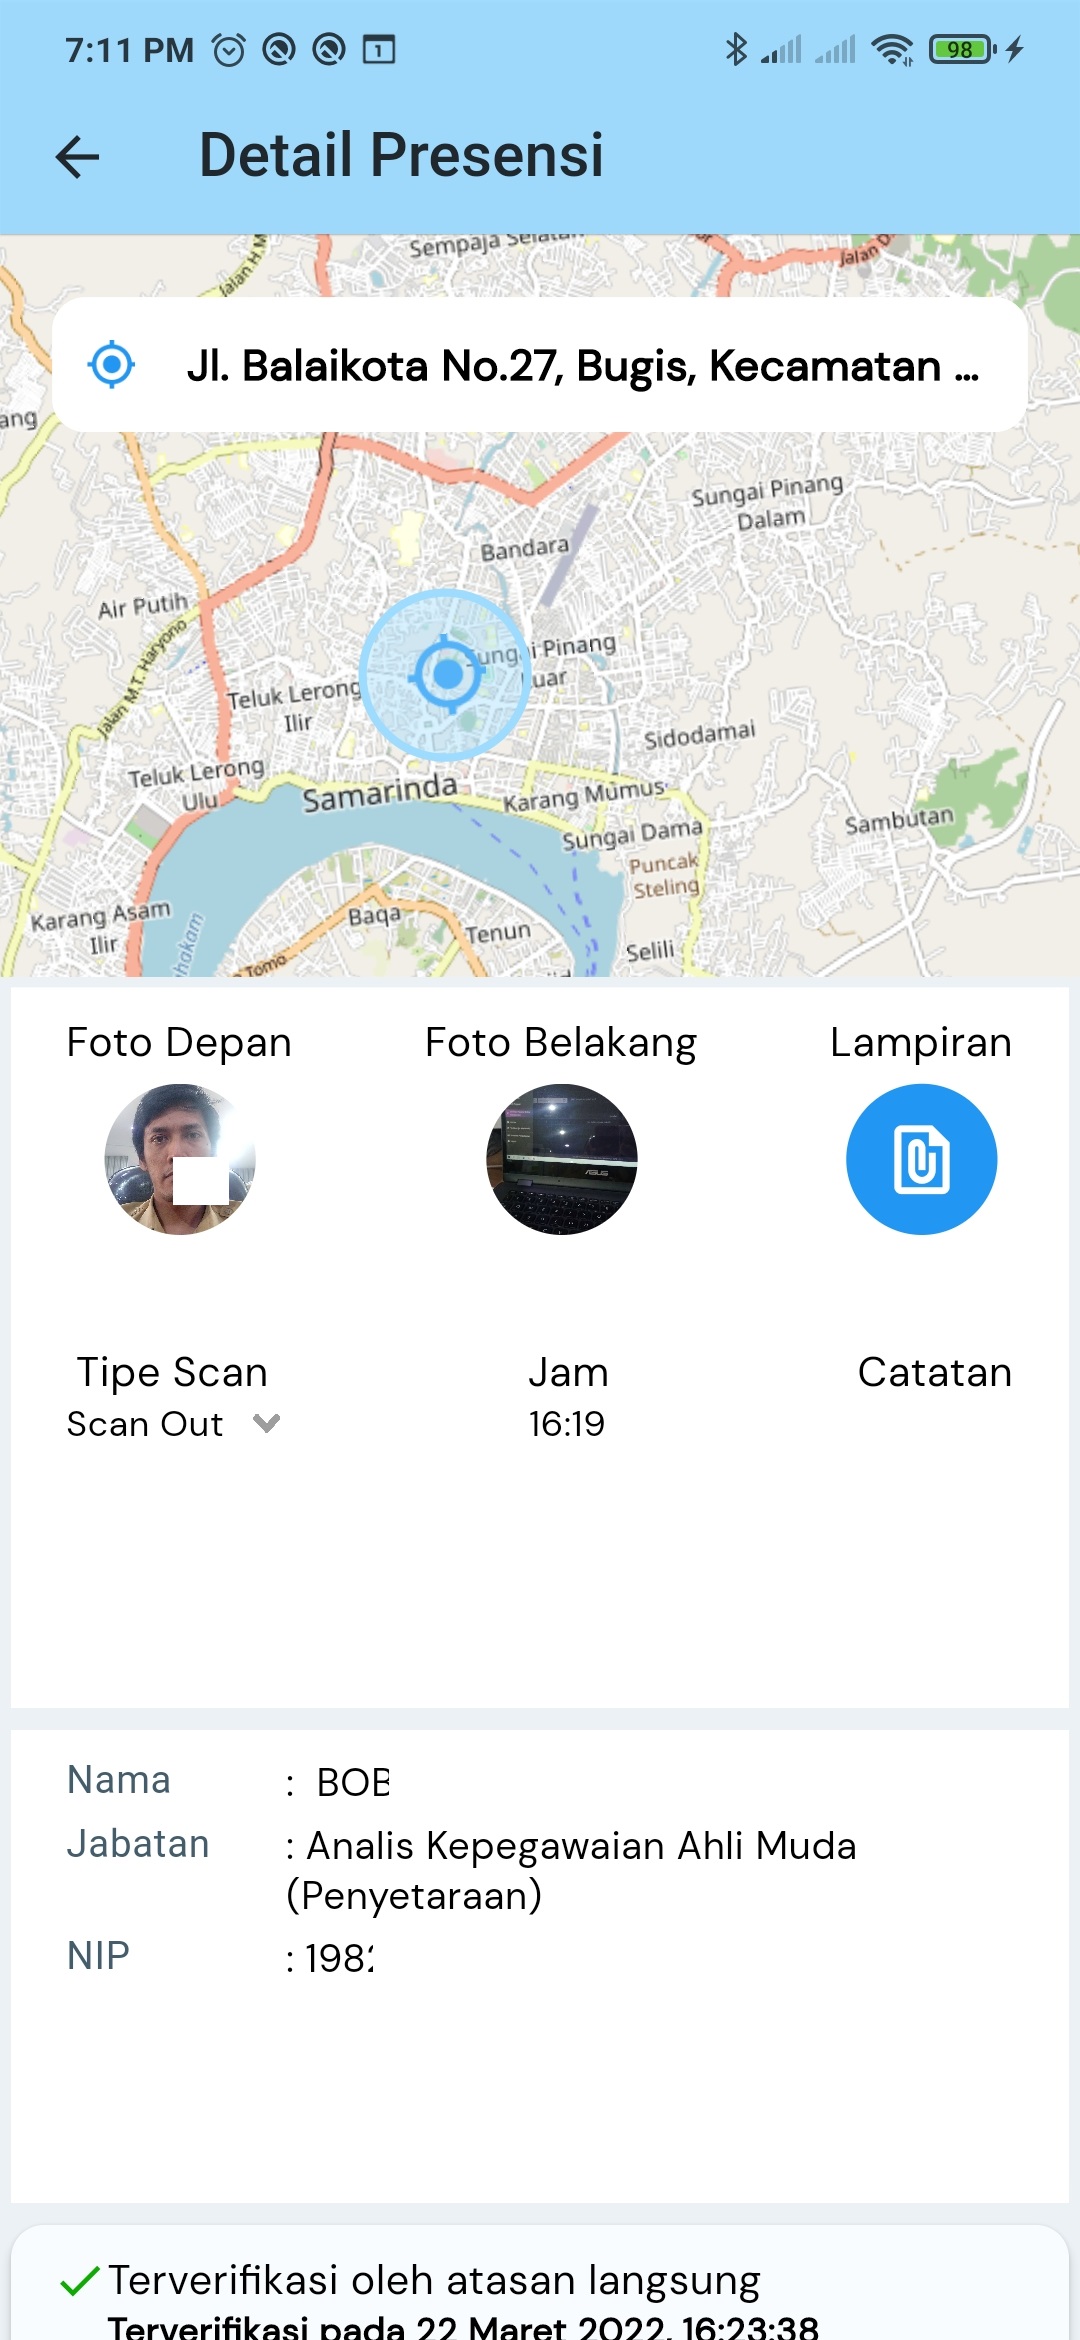 7:11 PM
1
98
Detail Presensi
Sempaja Selatan
Jalan H.M
Jalan D
Jl. Balaikota No.27, Bugis, Kecamatan ...
ang
Sungai Pinang
Dalam
Bandara
Air Putih
Jalan M.T. Haryono
Sungai Pinang
Luar
Teluk Lerong
Ilir
Sidodamai
Teluk Lerong
Ulu
Samarinda
Karang Mumus
Sungai Dama
Sambutan
Puncak
Steling
Karang Asam
Ilir
hakam
Baqa
Tenun
Selili
Tomo
Foto Depan
Foto Belakang
Lampiran
ASUS
Tipe Scan
Jam
Catatan
Scan Out
16:19
Nama : BOB
Jabatan : Analis Kepegawaian Ahli Muda
(Penyetaraan)
NIP : 1982
Terverifikasi oleh atasan langsung
Terverifikasi pada 22 Maret 2022, 16:23:38